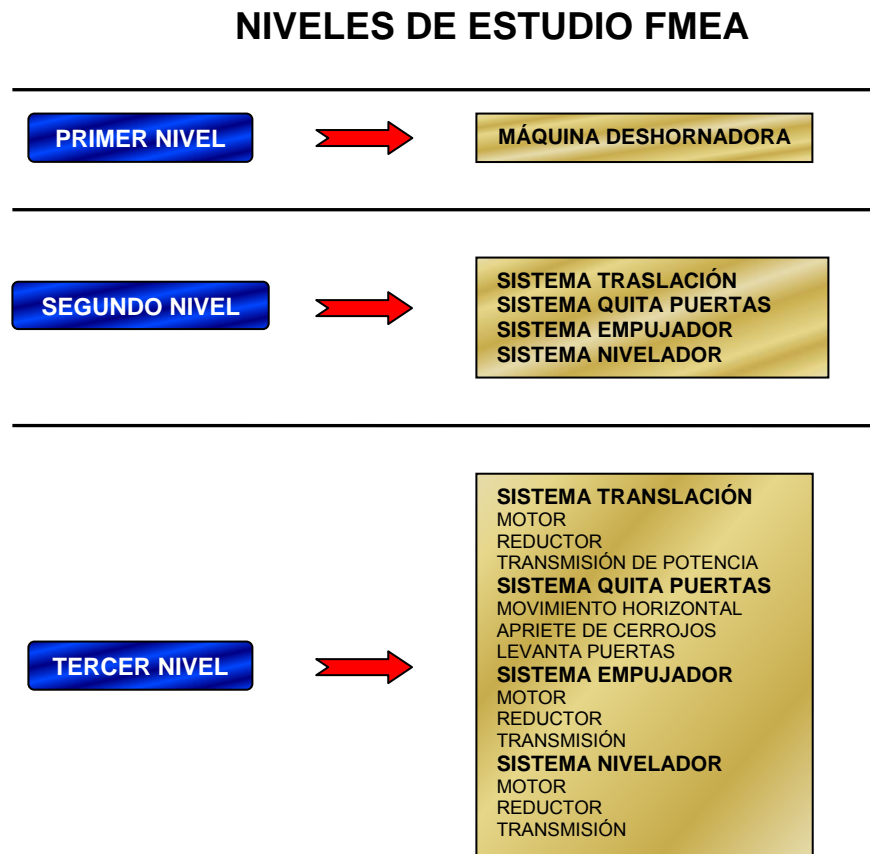 NIVELES DE ESTUDIO FMEA
PRIMER NIVEL
MÁQUINA DESHORNADORA
SEGUNDO NIVEL
SISTEMA TRASLACIÓN
SISTEMA QUITA PUERTAS
SISTEMA EMPUJADOR
SISTEMA NIVELADOR
TERCER NIVEL
SISTEMA TRANSLACIÓN
MOTOR
REDUCTOR
TRANSMISIÓN DE POTENCIA
SISTEMA QUITA PUERTAS
MOVIMIENTO HORIZONTAL
APRIETE DE CERROJOS
LEVANTA PUERTAS
SISTEMA EMPUJADOR
MOTOR
REDUCTOR
TRANSMISIÓN
SISTEMA NIVELADOR
MOTOR
REDUCTOR
TRANSMISIÓN